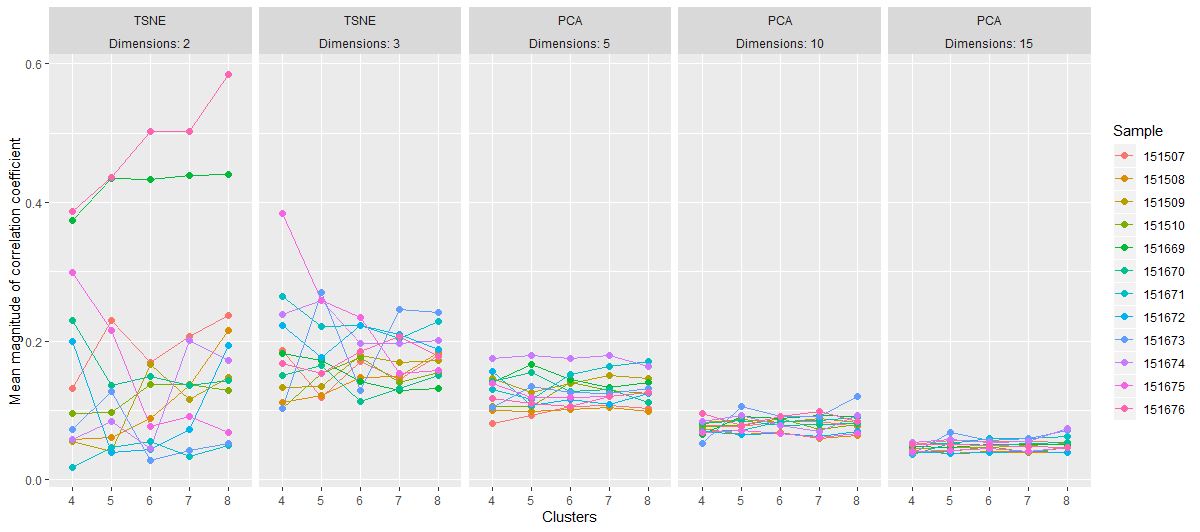 TSNE
TSNE
PCA
PCA
PCA
Dimensions: 2
Dimensions: 3
Dimensions: 5
Dimensions: 10
Dimensions: 15
Mean magnitude of correlation coefficient
0.6
0.4
0.2
0.0
4 5 6 7 8
4 5 6 7 8
4 5 6 7 8
4 5 6 7 8
4 5 6 7 8
Clusters
Sample
151507
151508
151509
151510
151669
151670
151671
151672
151673
151674
151675
151676